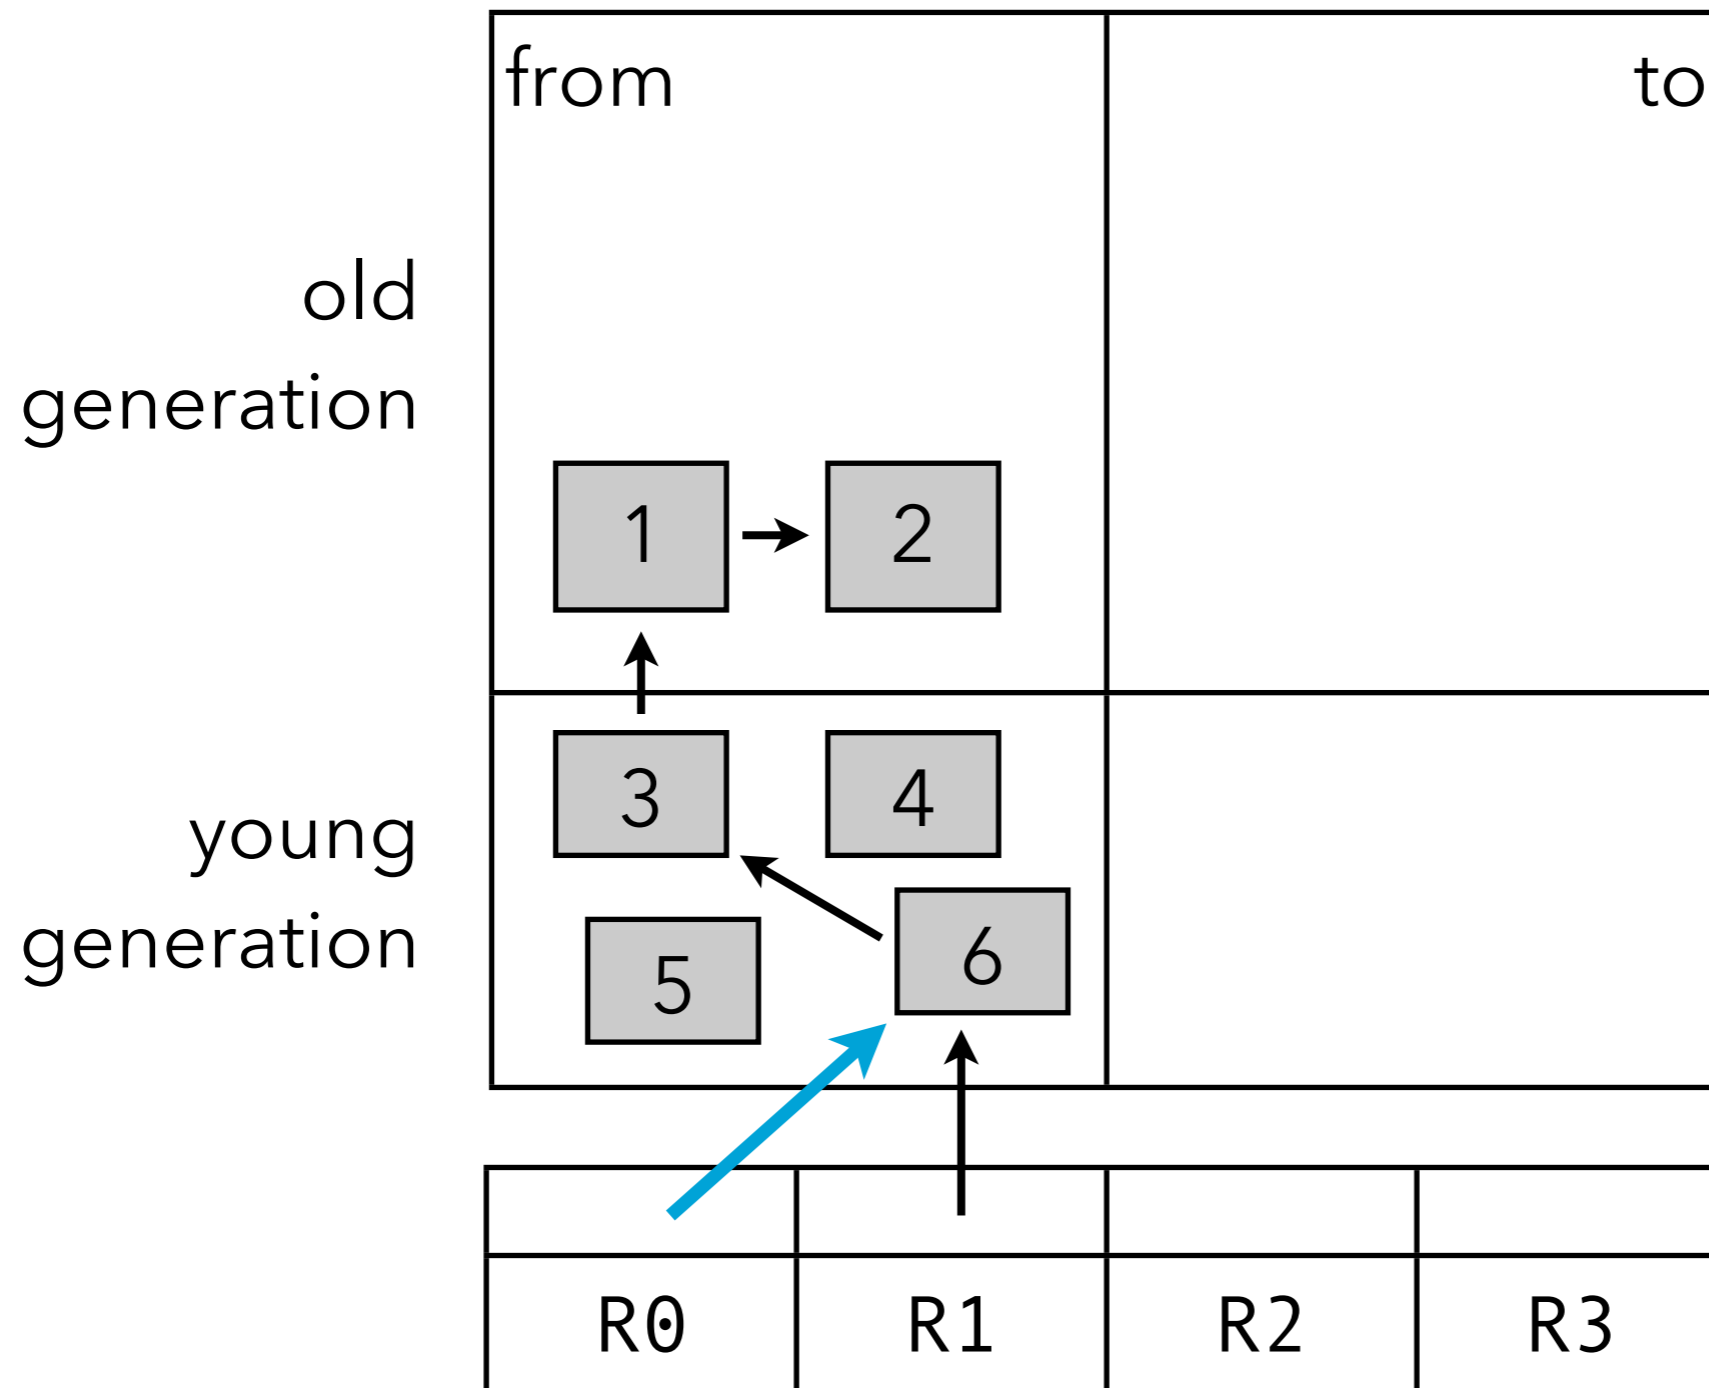 from
to
old
generation
1
2
3
4
young
generation
5
6
R0
R1
R2
R3